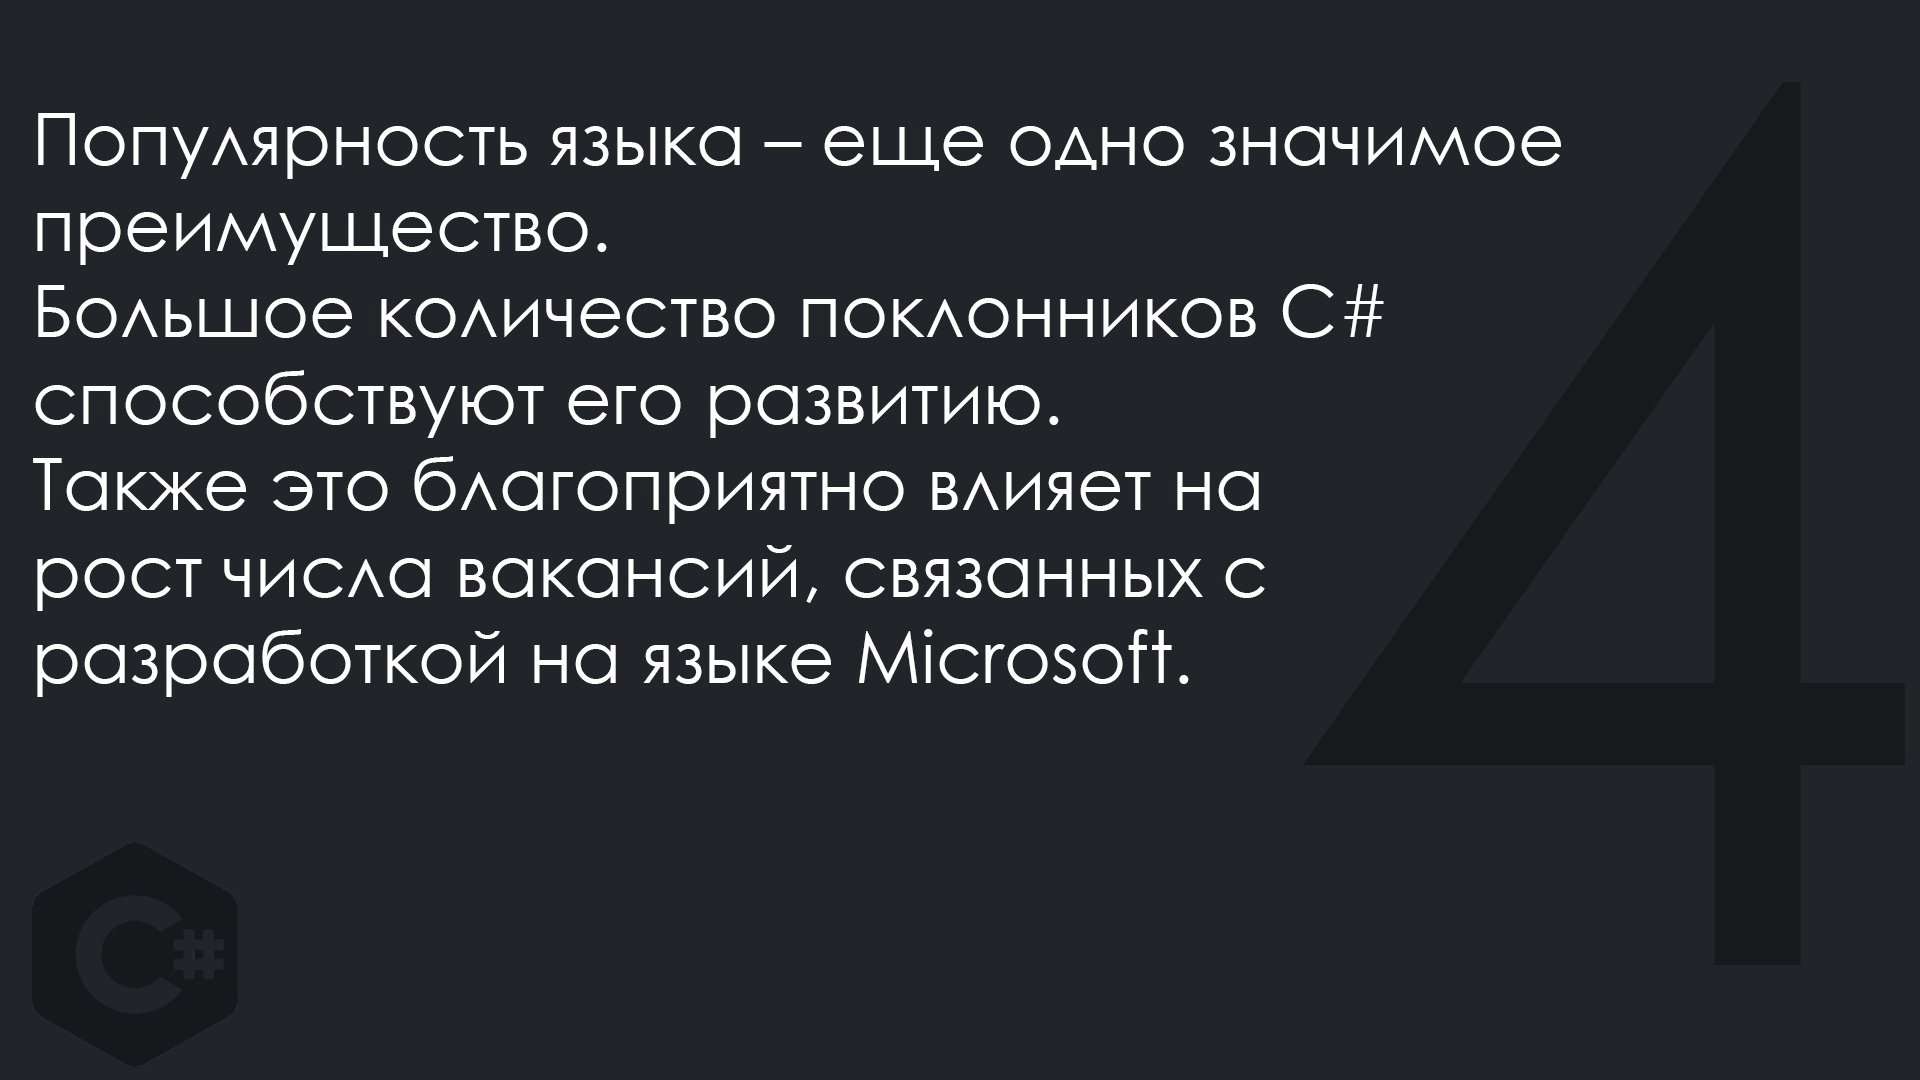 Популярность языка – еще одно значимое
преимущество.
Большое количество поклонников C#
способствуют его развитию.
Также это благоприятно влияет на
рост числа вакансий, связанных с
разработкой на языке Microsoft.
4
C#